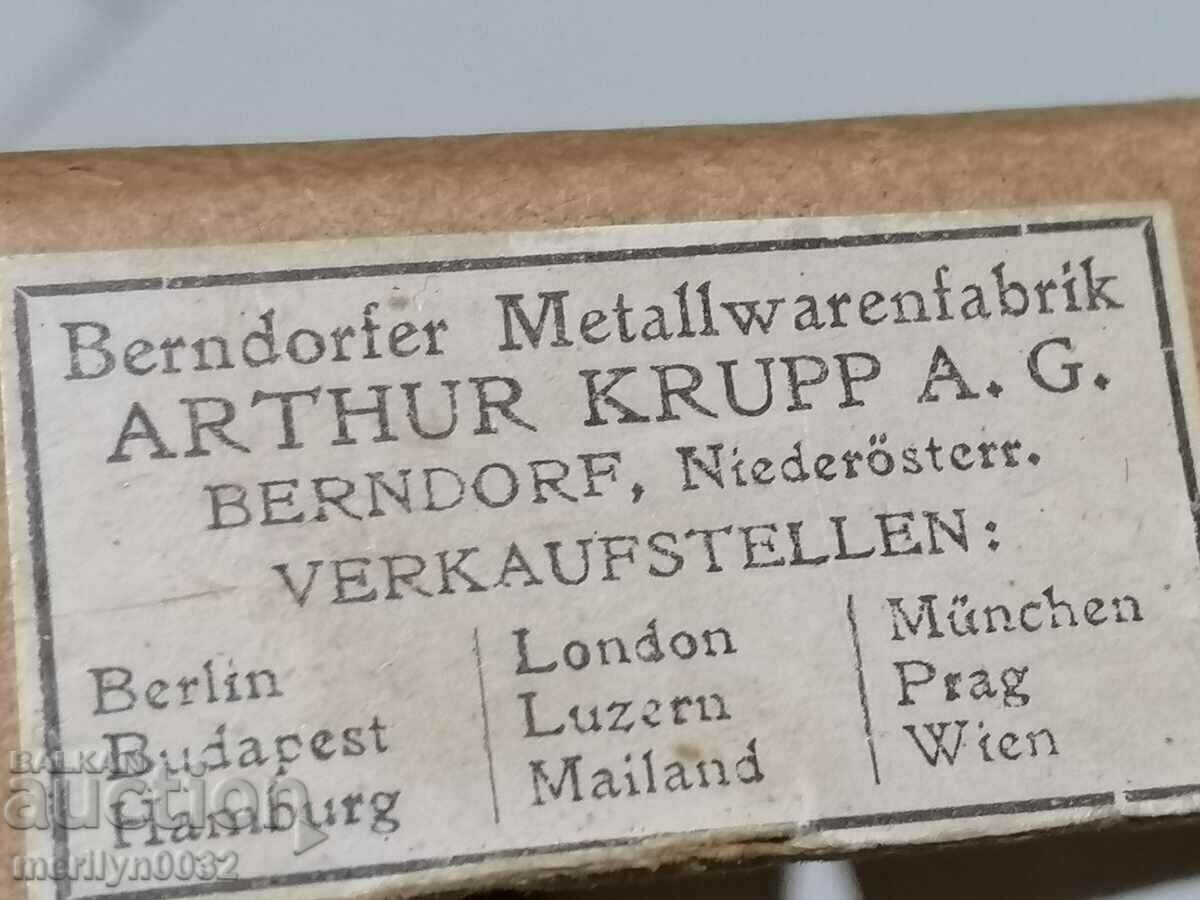 Berndorfer Metallwarenfabrik
ARTHUR KRUPP A. G.
BERNDORF, Niederösterr.
VERKAUFSTELLEN:
Berlin
Budapest
Hamburg
London
Luzern
Mailand
München
Prag
Wien
BALKAN
auction
merilyn0032